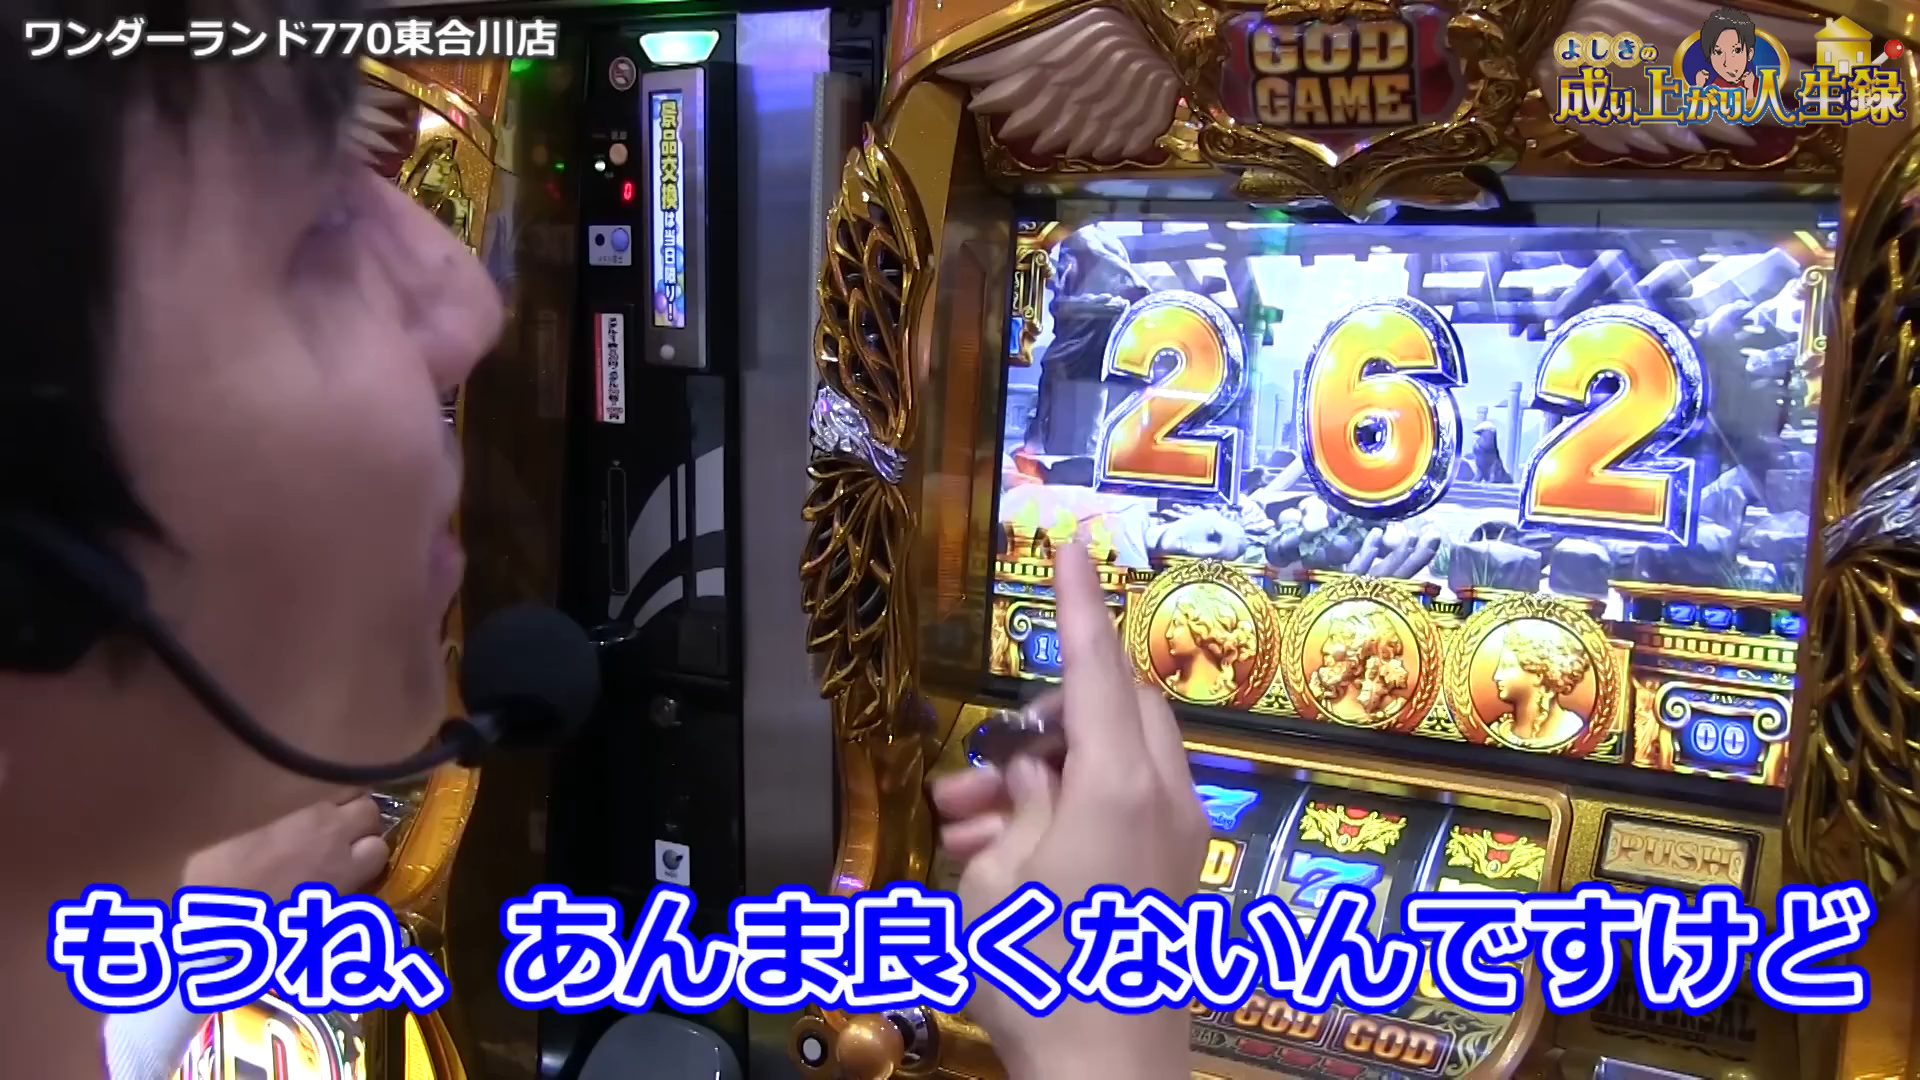 ワンダーランド770東合川店
よしきの
成り上がり人生録
GOD
GAME
景品交換は当日限り!
0
262
00
PUSH
もうね、あんま良くないんですけど
GOD GOD